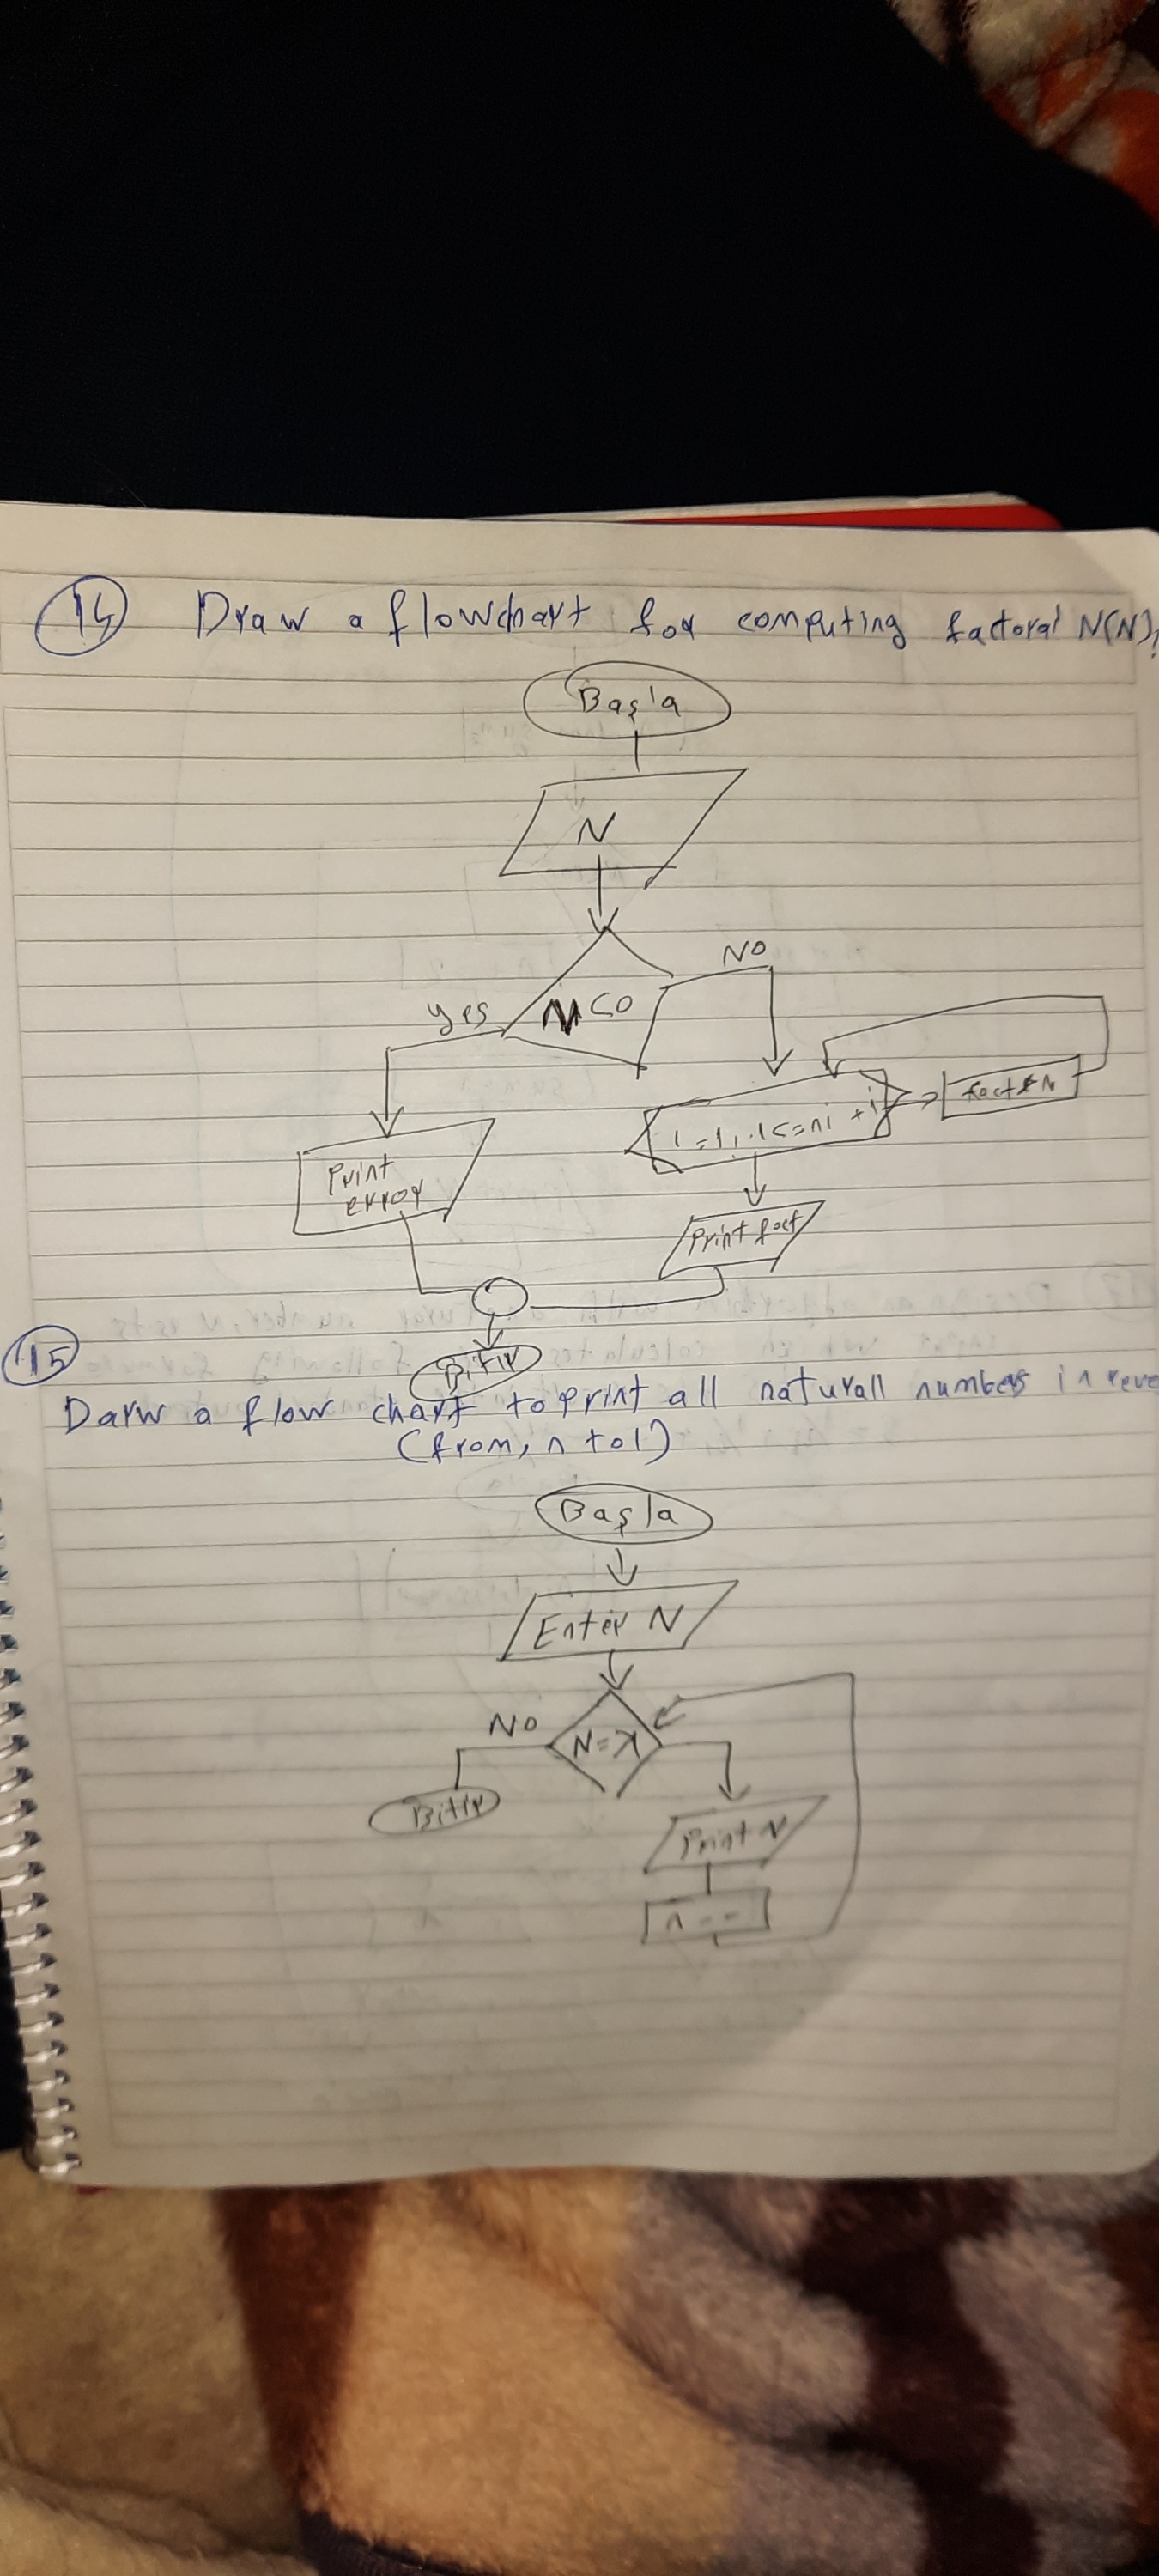 14 Draw a flowchart for computing factoral N(N)!
Başla
N
NO
yes N<0
fact*N
Print
error
Print fact
15
Bitir
Darw a flow chart to print all naturall numbers in reve
(from, n to 1)
Başla
Enter N
NO
Bitir
Print N
n--